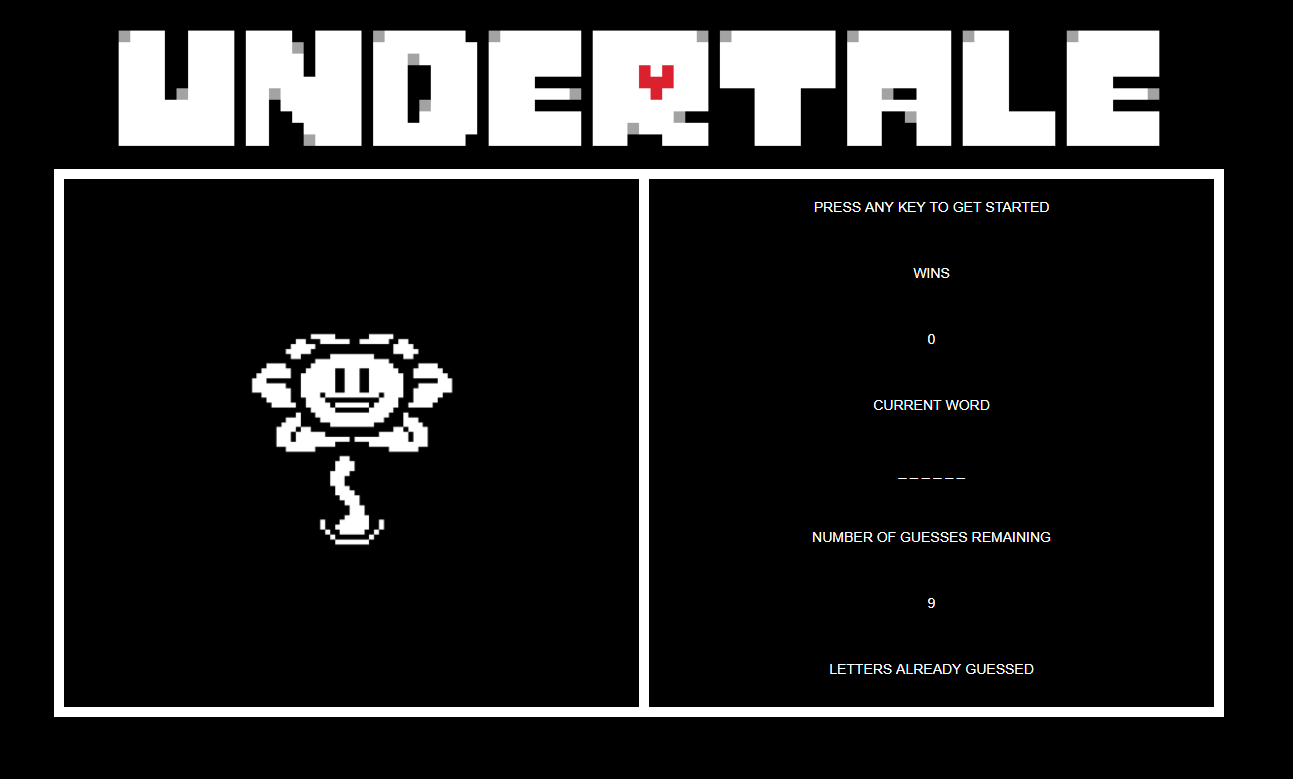 UNDERTALE
PRESS ANY KEY TO GET STARTED
WINS
0
CURRENT WORD
_ _ _ _ _ _
NUMBER OF GUESSES REMAINING
9
LETTERS ALREADY GUESSED